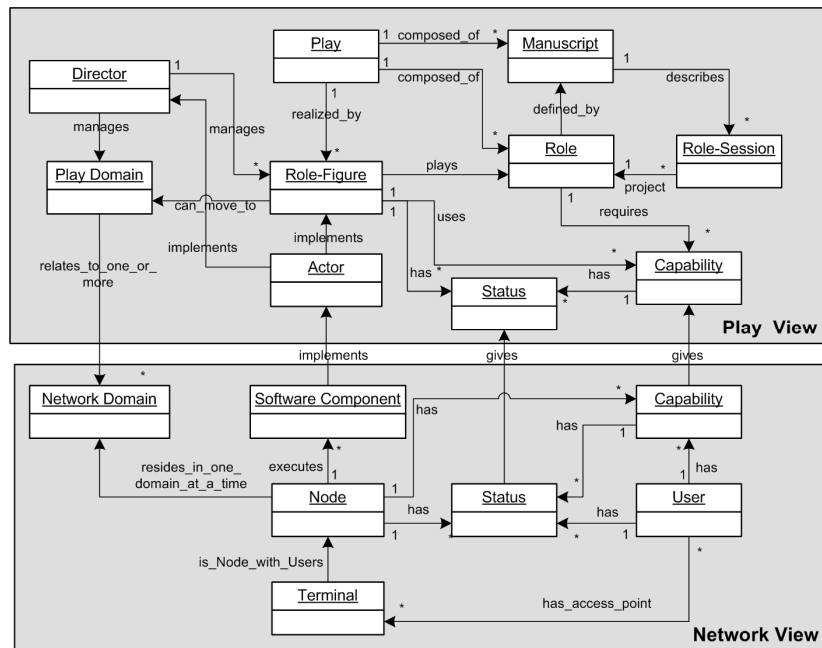 Play
1 composed_of *
Manuscript
1
Director
1
1
composed_of
describes
manages
1
realized_by
defined_by
manages
*
*
*
*
Play Domain
Role-Figure
plays
Role
Role-Session
1 *
project
can_move_to
1
1
uses
1
requires
implements
implements
*
*
relates_to_one_or_
more
Actor
has *
Status
has
*
1
Capability
Play View
implements
gives
gives
*
Network Domain
Software Component
has
*
Capability
*
has
1
*
resides_in_one_
domain_at_a_time
executes
1
has
1
Node
1
*
Status
User
has
has
1
*
*
1
*
is_Node_with_Users
Terminal
*
has_access_point
Network View